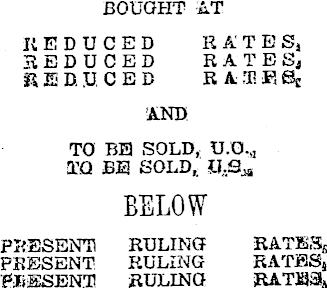 BOUGHT AT
REDUCED RATES,
REDUCED RATES,
REDUCED RATES,
AND
TO BE SOLD, U.O.,
TO BE SOLD, U.S.,
BELOW
PRESENT RULING RATES,
PRESENT RULING RATES,
PRESENT RULING RATES,